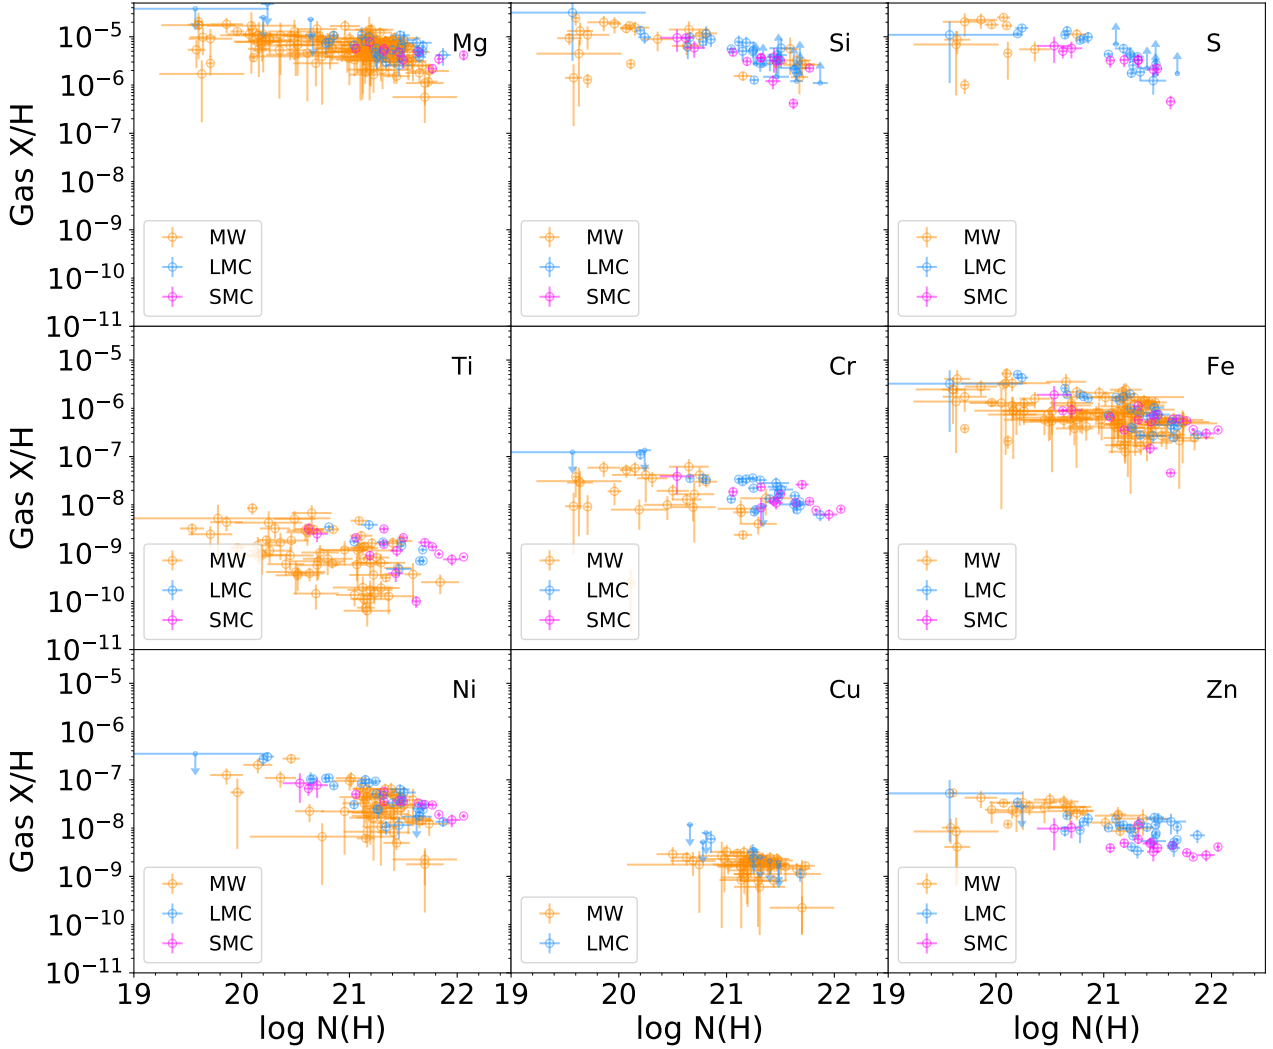 Gas X/H
10⁻⁵
10⁻⁶
10⁻⁷
10⁻⁸
10⁻⁹
10⁻¹⁰
10⁻¹¹
Mg
MW
LMC
SMC
Si
MW
LMC
SMC
S
MW
LMC
SMC
Gas X/H
10⁻⁵
10⁻⁶
10⁻⁷
10⁻⁸
10⁻⁹
10⁻¹⁰
10⁻¹¹
Ti
MW
LMC
SMC
Cr
MW
LMC
SMC
Fe
MW
LMC
SMC
Gas X/H
10⁻⁵
10⁻⁶
10⁻⁷
10⁻⁸
10⁻⁹
10⁻¹⁰
10⁻¹¹
Ni
MW
LMC
SMC
Cu
MW
LMC
Zn
MW
LMC
SMC
19 20 21 22 19 20 21 22 19 20 21 22
log N(H) log N(H) log N(H)